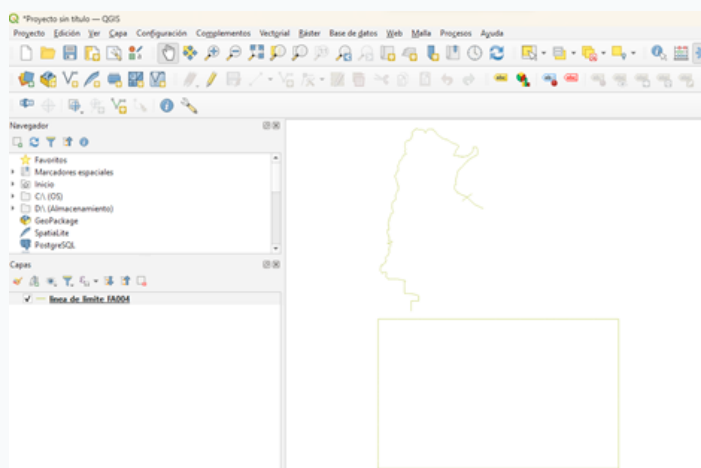 *Proyecto sin título — QGIS
Proyecto Edición Ver Capa Configuración Complementos Vectorial Ráster Base de datos Web Malla Procesos Ayuda
Navegador
Favoritos
Marcadores espaciales
Inicio
C:\ (OS)
D:\ (Almacenamiento)
GeoPackage
SpatiaLite
PostgreSQL
Capas
linea de limite FA004